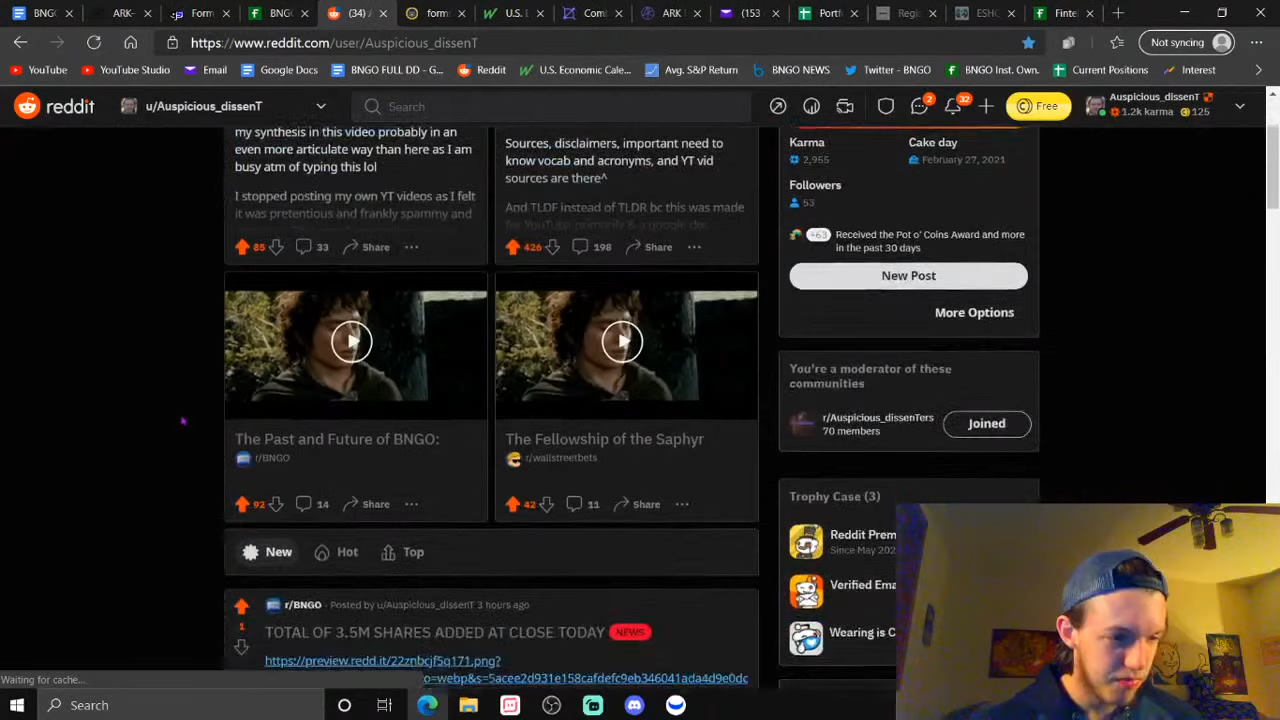 BNGO
ARK-
Form
BNGO
(34)
form
U.S.
Com
ARK
(153
Portf
Regi
ESHC
Finte
https://www.reddit.com/user/Auspicious_dissenT
Not syncing
YouTube
YouTube Studio
Email
Google Docs
BNGO FULL DD - G...
Reddit
U.S. Economic Cale...
Avg. S&P Return
BNGO NEWS
Twitter - BNGO
BNGO Inst. Own.
Current Positions
Interest
reddit
u/Auspicious_dissenT
Search
2
32
Free
Auspicious_dissenT
1.2k karma
125
my synthesis in this video probably in an
even more articulate way than here as I am
busy atm of typing this lol
I stopped posting my own YT videos as I felt
it was pretentious and frankly spammy and
85
33
Share
Sources, disclaimers, important need to
know vocab and acronyms, and YT vid
sources are there^
And TLDF instead of TLDR bc this was made
for YouTube primarily & a google doc
426
198
Share
The Past and Future of BNGO:
r/BNGO
92
14
Share
The Fellowship of the Saphyr
r/wallstreetbets
42
11
Share
New
Hot
Top
r/BNGO
Posted by u/Auspicious_dissenT 3 hours ago
1
TOTAL OF 3.5M SHARES ADDED AT CLOSE TODAY
NEWS
https://preview.redd.it/22znbcjf5q171.png?
o=webp&s=5acee2d931e158cafdefc9eb346041ada4d9e0dc
Karma
2,955
Cake day
February 27, 2021
Followers
53
+63
Received the Pot o' Coins Award and more
in the past 30 days
New Post
More Options
You're a moderator of these
communities
r/Auspicious_dissenTers
70 members
Joined
Trophy Case (3)
Reddit Prem
Since May 202
Verified Ema
Wearing is C
Waiting for cache...
Search